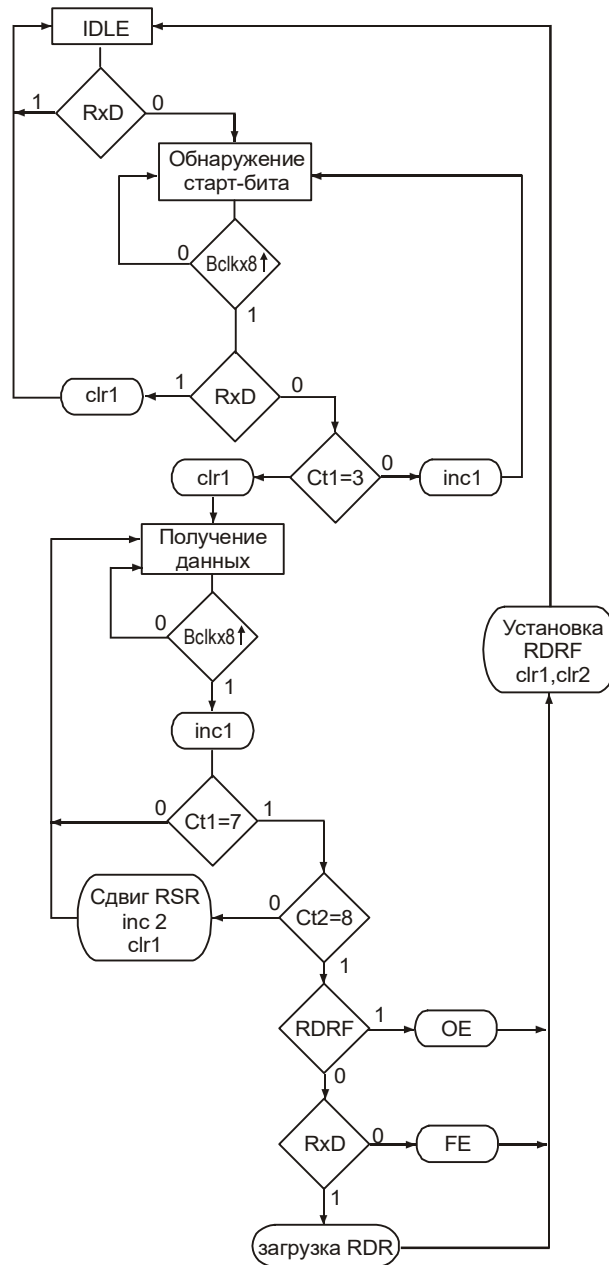 IDLE
1
RxD
0
Обнаружение
старт-бита
0
Bclkx8↑
1
clr1
1
RxD
0
clr1
Ct1=3
0
inc1
Получение
данных
0
Bclkx8↑
1
Установка
RDRF
clr1,clr2
inc1
0
Ct1=7
1
Сдвиг RSR
inc 2
clr1
0
Ct2=8
1
RDRF
1
OE
0
RxD
0
FE
1
загрузка RDR